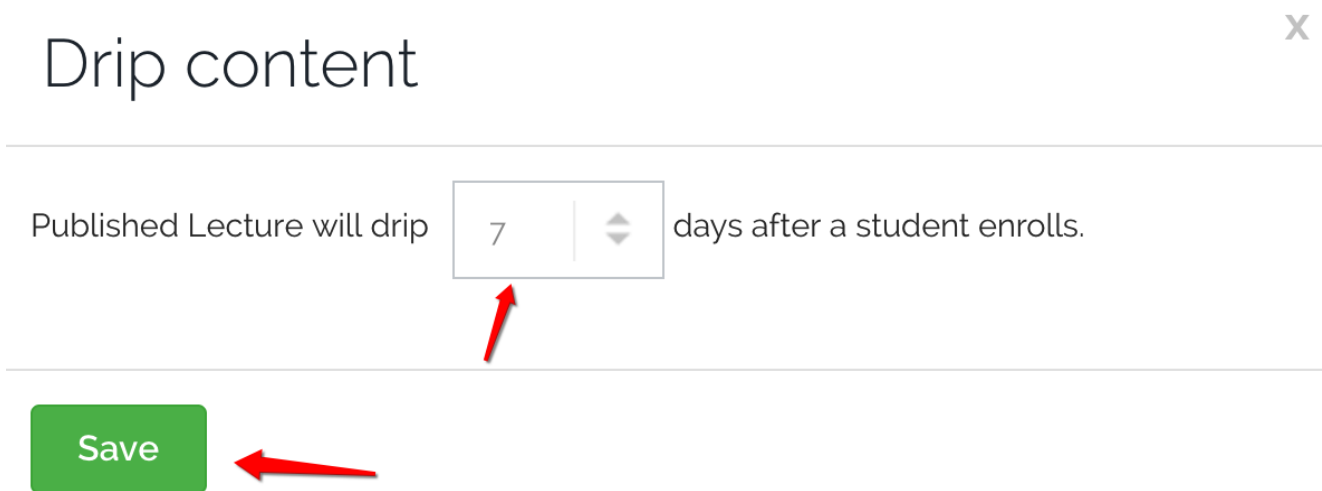 X
Drip content
Published Lecture will drip 7 days after a student enrolls.
Save